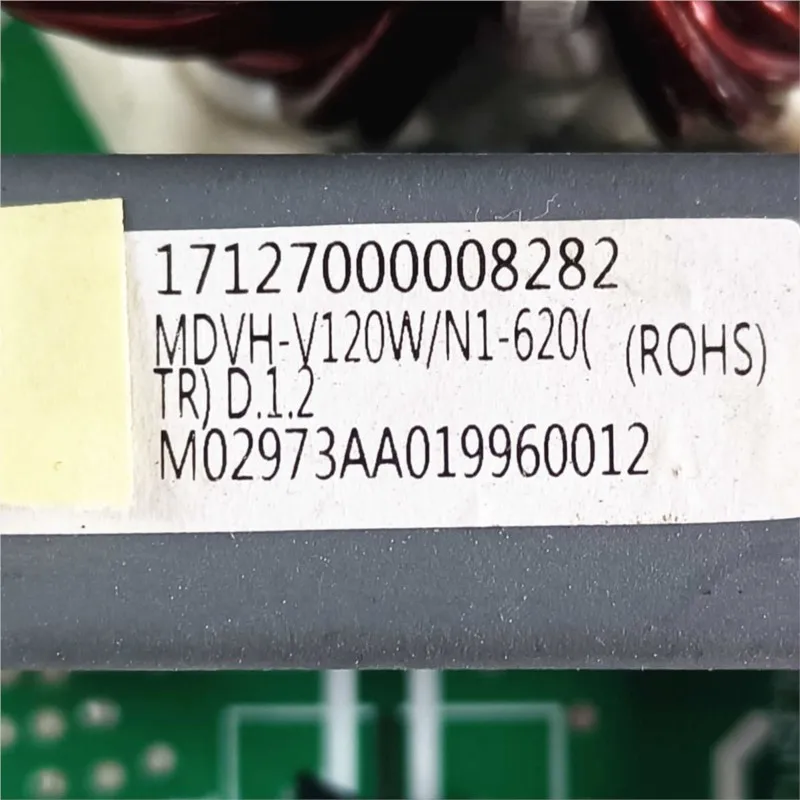 17127000008282
MDVH-V120W/N1-620( (ROHS)
TR) D.1.2
M02973AA019960012